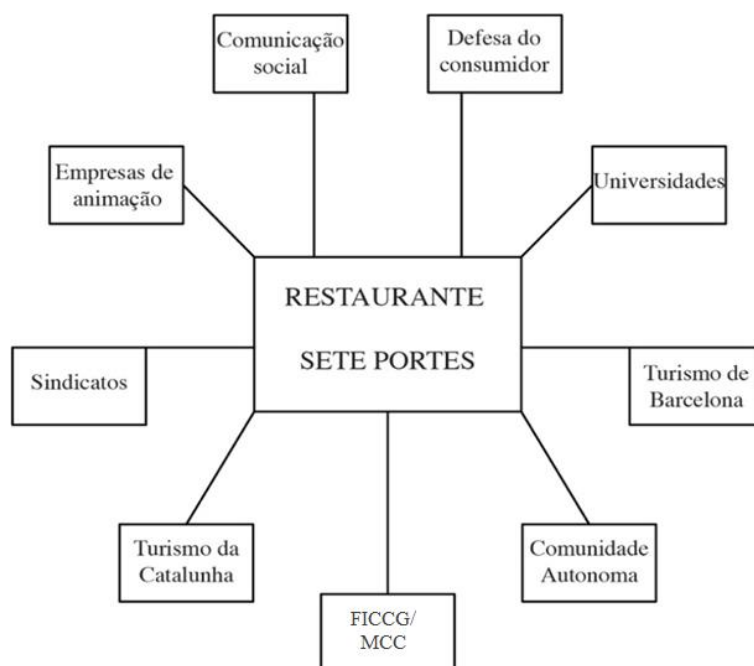 Comunicação
social
Defesa do
consumidor
Empresas de
animação
Universidades
RESTAURANTE
SETE PORTES
Sindicatos
Turismo de
Barcelona
Turismo da
Catalunha
Comunidade
Autonoma
FICCG/
MCC